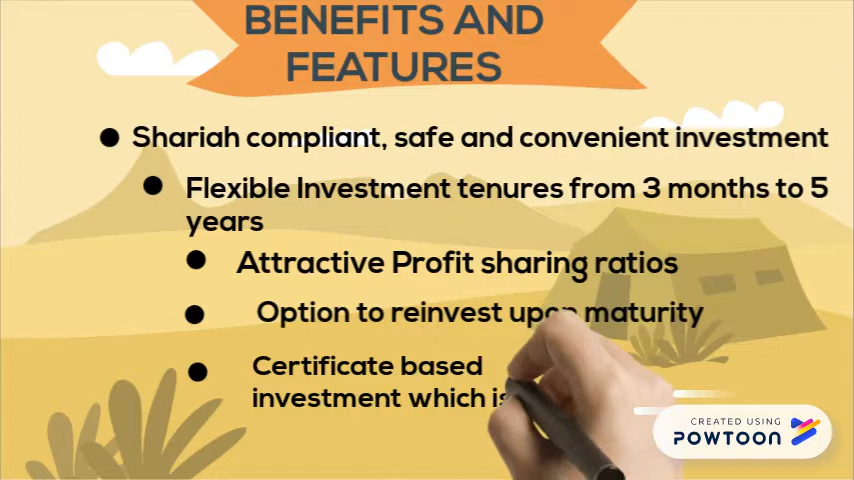 BENEFITS AND
FEATURES
Shariah compliant, safe and convenient investment
Flexible Investment tenures from 3 months to 5
years
Attractive Profit sharing ratios
Option to reinvest upon maturity
Certificate based
investment which is
CREATED USING
POWTOON